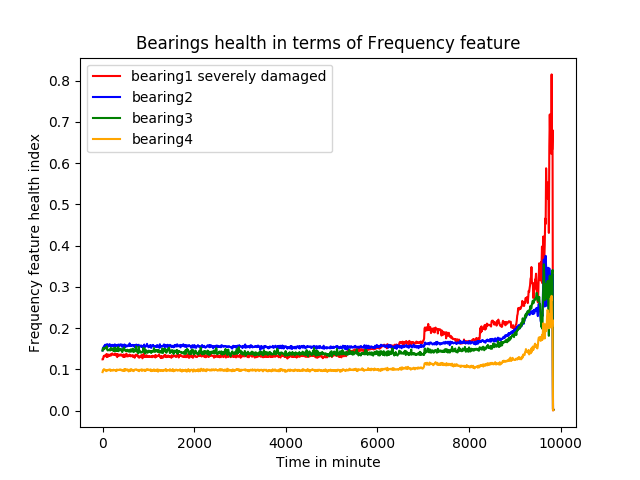 Bearings health in terms of Frequency feature
bearing1 severely damaged
bearing2
bearing3
bearing4
Frequency feature health index
0.8
0.7
0.6
0.5
0.4
0.3
0.2
0.1
0.0
0 2000 4000 6000 8000 10000
Time in minute